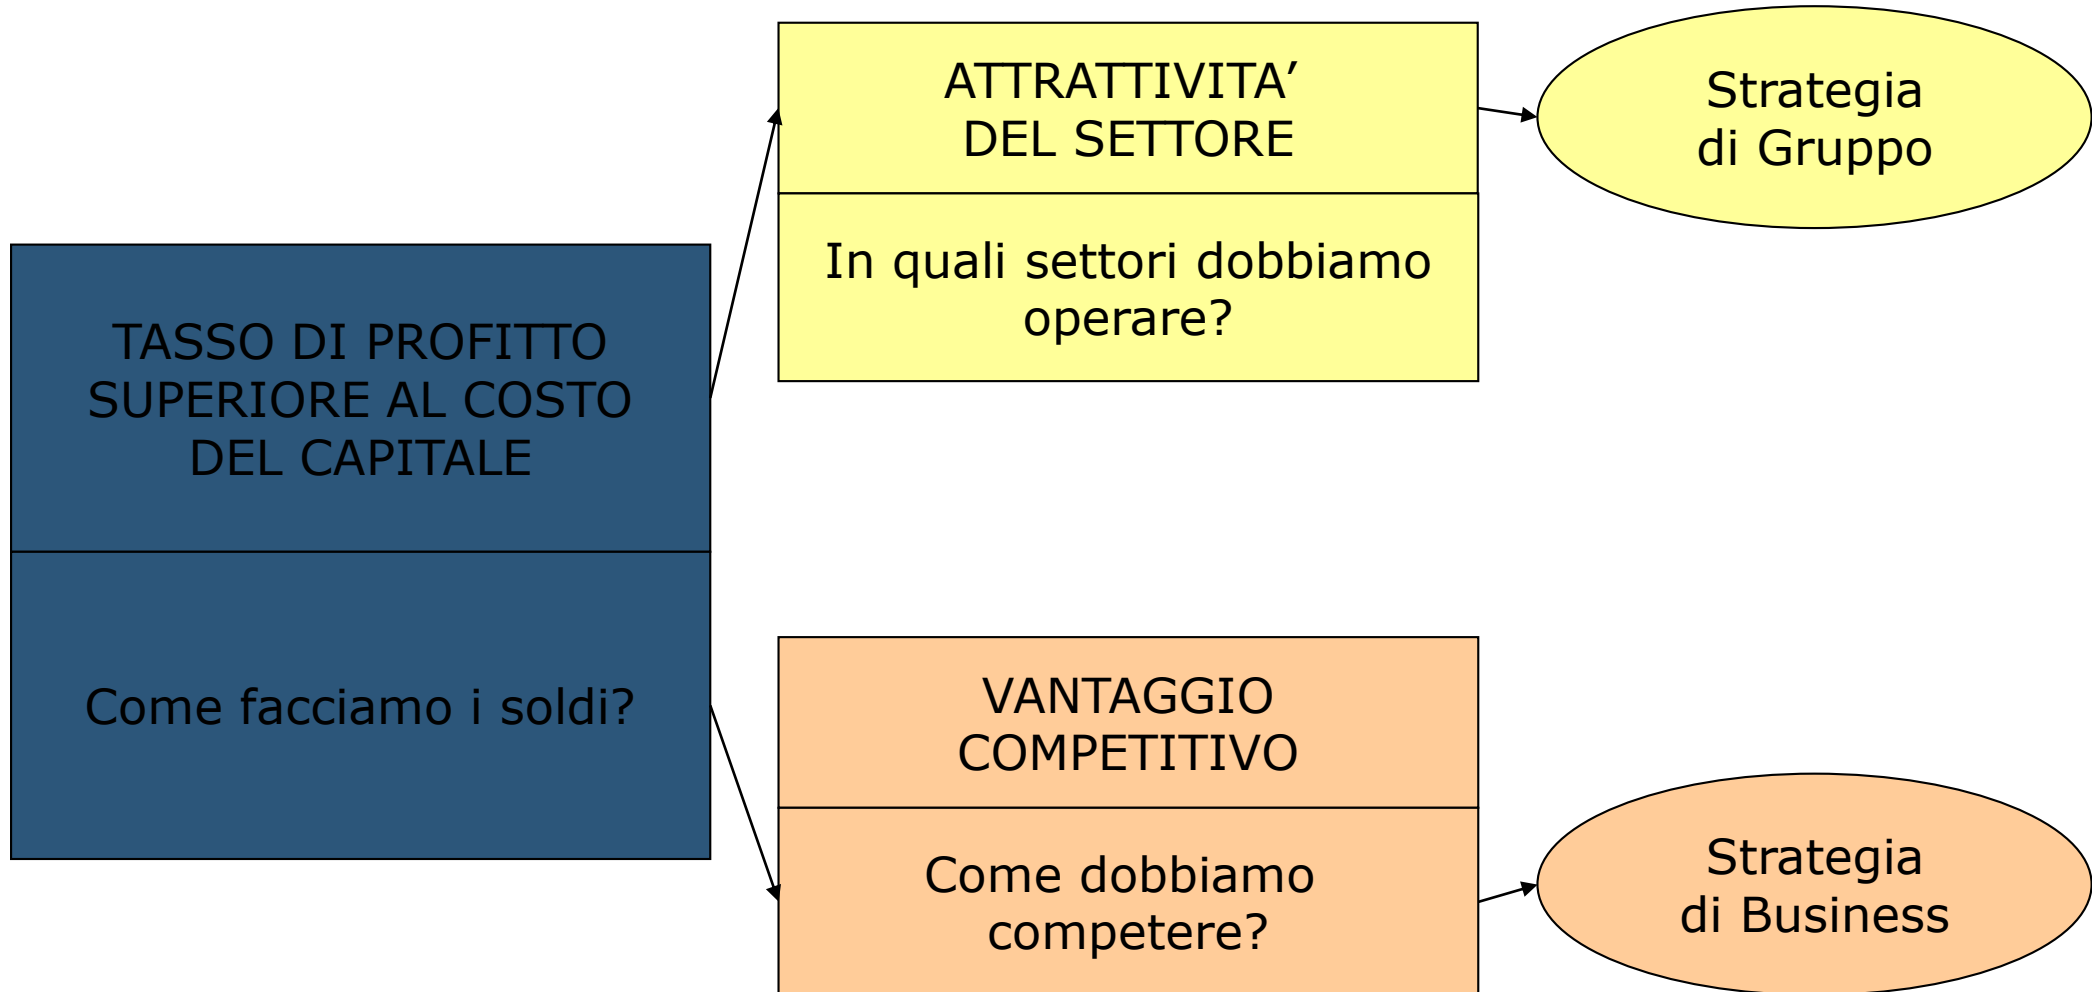 ATTRATTIVITA’
DEL SETTORE
In quali settori dobbiamo
operare?
Strategia
di Gruppo
TASSO DI PROFITTO
SUPERIORE AL COSTO
DEL CAPITALE
Come facciamo i soldi?
VANTAGGIO
COMPETITIVO
Come dobbiamo
competere?
Strategia
di Business